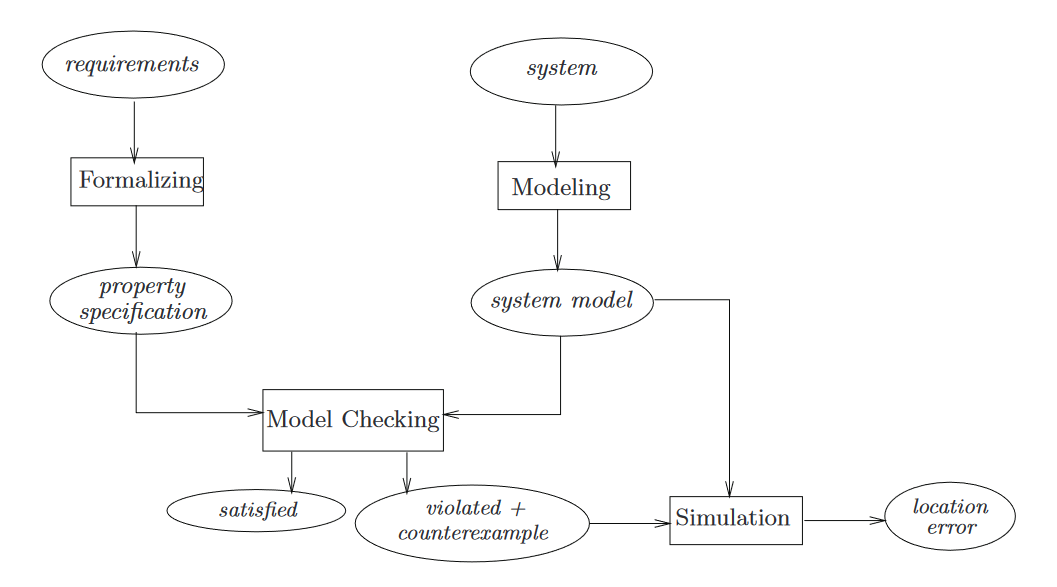 requirements
system
Formalizing
Modeling
property
specification
system model
Model Checking
satisfied
violated +
counterexample
Simulation
location
error